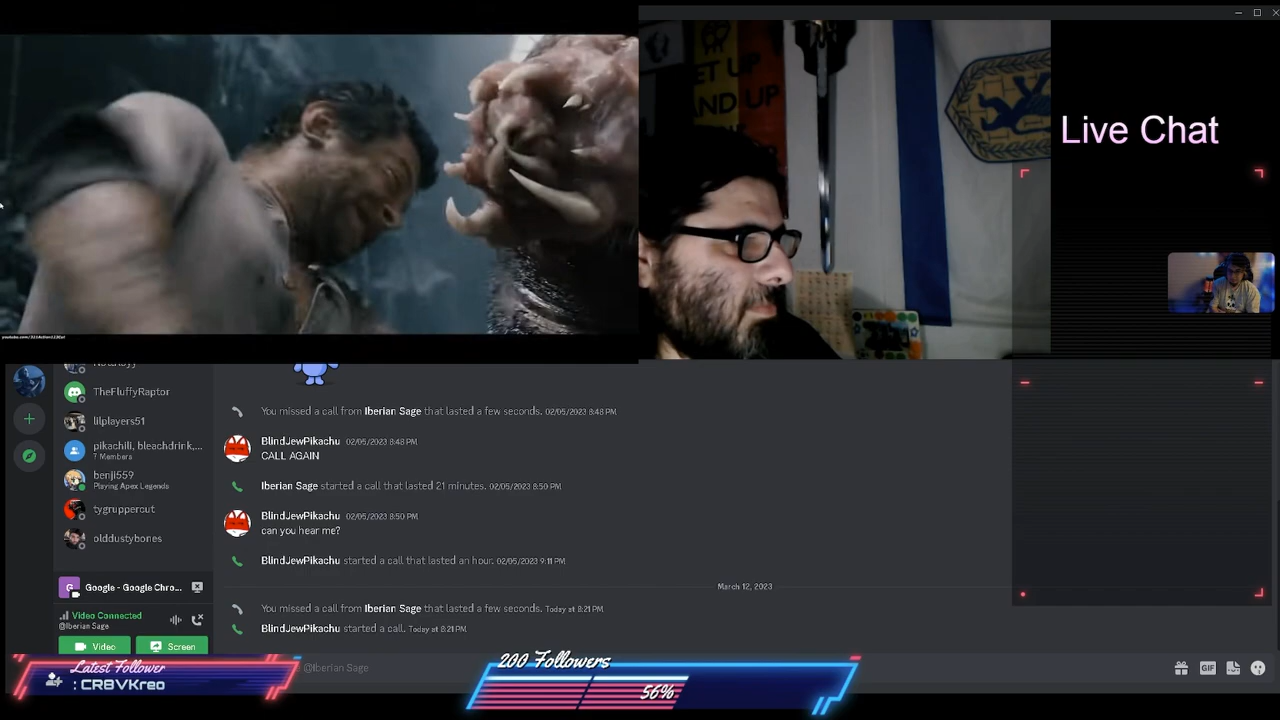 ET UP
AND UP
Live Chat
TheFluffyRaptor
lilplayers51
pikachili, bleachdrink,...
7 Members
benji559
Playing Apex Legends
tygruppercut
olddustybones
Google - Google Chro...
Video Connected
@Iberian Sage
Video
Screen
You missed a call from Iberian Sage that lasted a few seconds. 02/05/2023 8:48 PM
BlindJewPikachu 02/05/2023 8:48 PM
CALL AGAIN
Iberian Sage started a call that lasted 21 minutes. 02/05/2023 8:50 PM
BlindJewPikachu 02/05/2023 8:50 PM
can you hear me?
BlindJewPikachu started a call that lasted an hour. 02/05/2023 9:11 PM
March 12, 2023
You missed a call from Iberian Sage that lasted a few seconds. Today at 8:21 PM
BlindJewPikachu started a call. Today at 8:21 PM
@Iberian Sage
GIF
Latest Follower
: CR8VKreo
200 Followers
56%